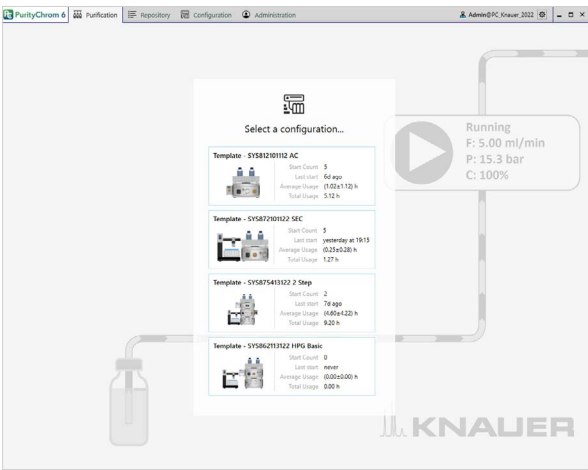 PurityChrom 6 Purification Repository Configuration Administration Admin@PC_Knauer_2022
Select a configuration...
Running
F: 5.00 ml/min
P: 15.3 bar
C: 100%
Template - SYS812101112 AC
Start Count 5
Last start 6d ago
Average Usage (1.02±1.12) h
Total Usage 5.12 h
Template - SYS872101122 SEC
Start Count 5
Last start yesterday at 19:15
Average Usage (0.25±0.28) h
Total Usage 1.27 h
Template - SYS875413122 2 Step
Start Count 2
Last start 7d ago
Average Usage (4.60±4.22) h
Total Usage 9.20 h
Template - SYS862113122 HPG Basic
Start Count 0
Last start never
Average Usage (0.00±0.00) h
Total Usage 0.00 h
KNAUER